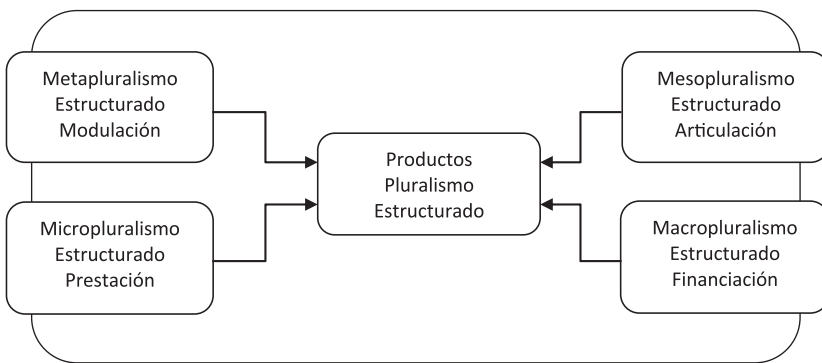 Metapluralismo
Estructurado
Modulación
Mesopluralismo
Estructurado
Articulación
Productos
Pluralismo
Estructurado
Micropluralismo
Estructurado
Prestación
Macropluralismo
Estructurado
Financiación